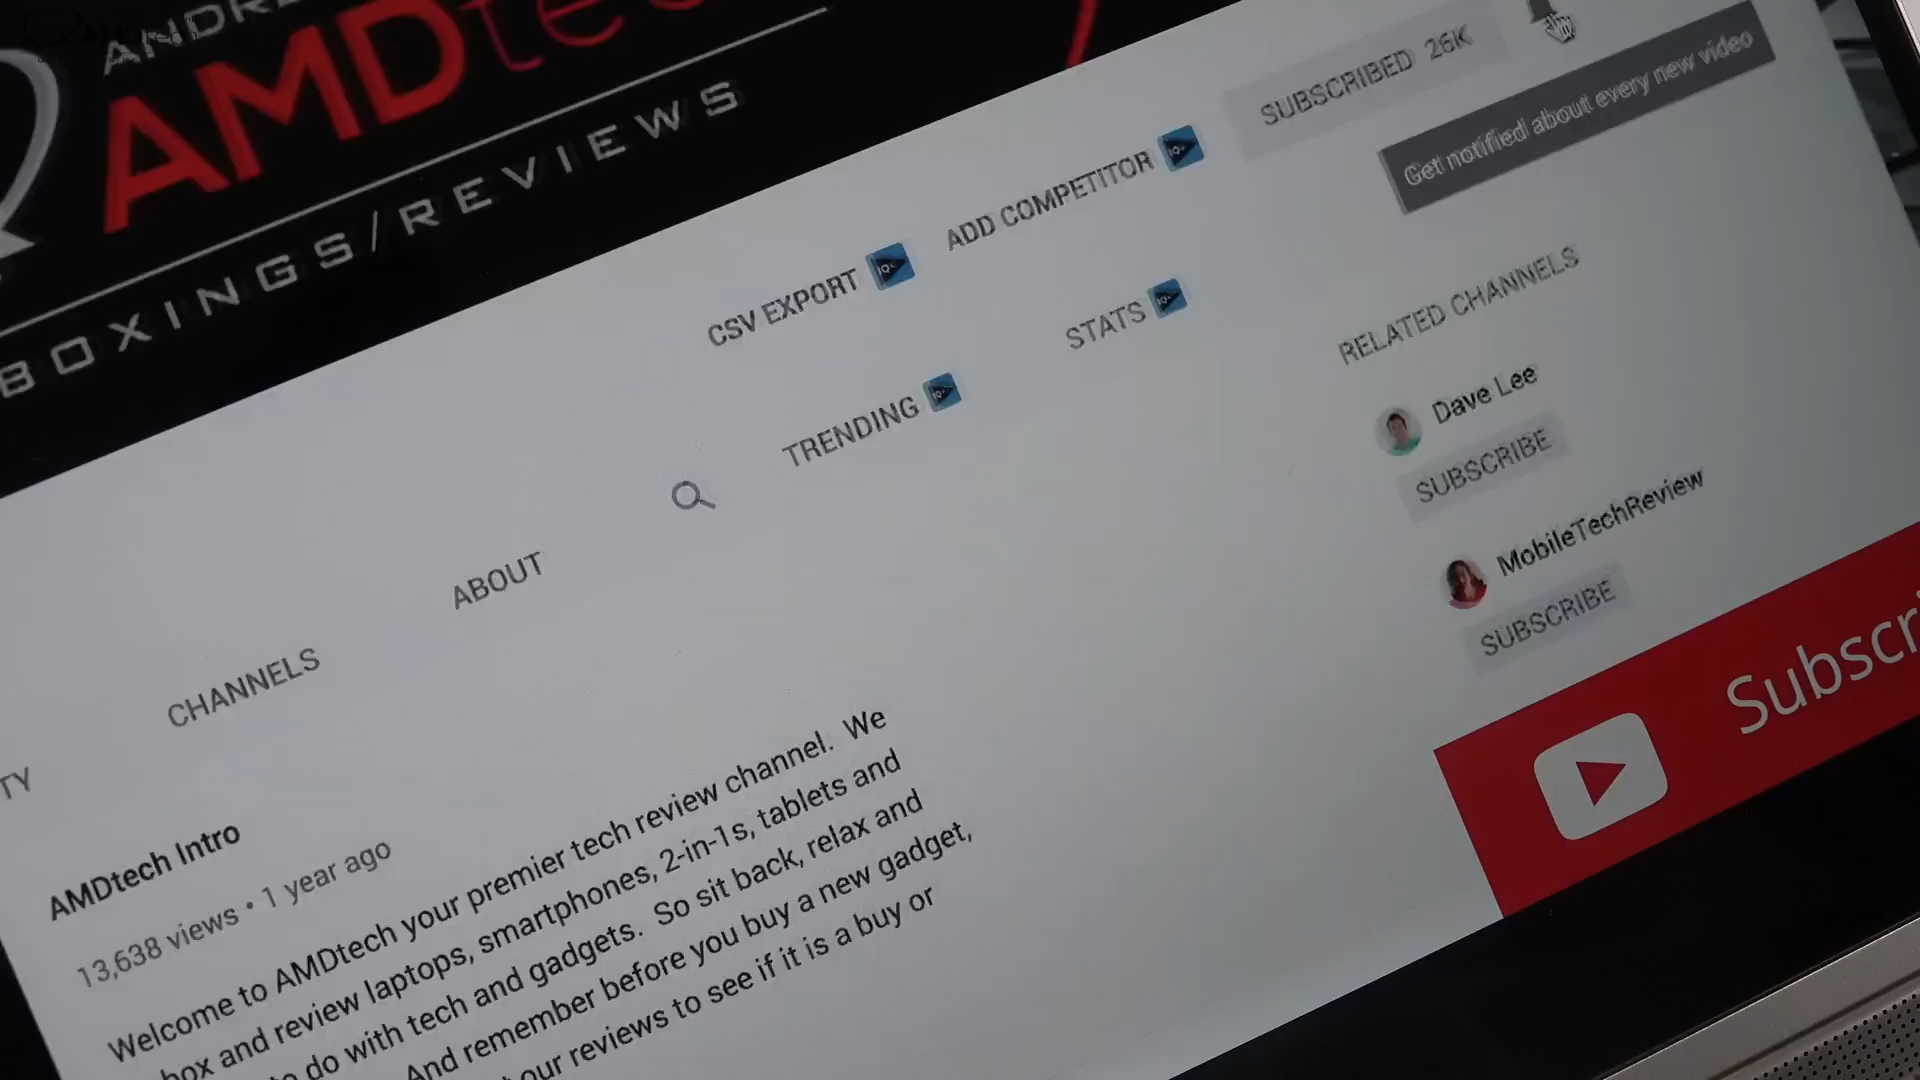 AMDtec
BOXINGS/REVIEWS
SUBSCRIBED 26K
Get notified about every new video
ADD COMPETITOR
CSV EXPORT
STATS
TRENDING
RELATED CHANNELS
Dave Lee
SUBSCRIBE
MobileTechReview
SUBSCRIBE
ABOUT
CHANNELS
TY
Subscri
AMDtech Intro
13,638 views • 1 year ago
Welcome to AMDtech your premier tech review channel. We
box and review laptops, smartphones, 2-in-1s, tablets and
do with tech and gadgets. So sit back, relax and
And remember before you buy a new gadget,
our reviews to see if it is a buy or